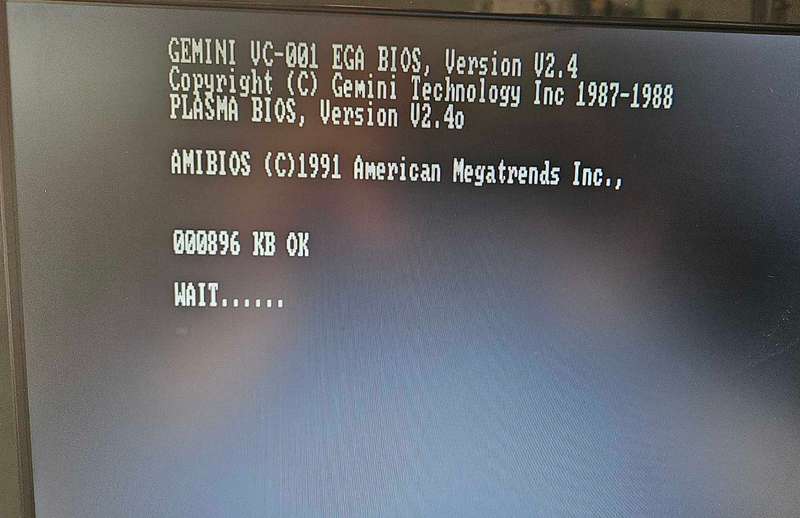 GEMINI VC-001 EGA BIOS, Version V2.4
Copyright (C) Gemini Technology Inc 1987-1988
PLASMA BIOS, Version V2.4o
AMIBIOS (C)1991 American Megatrends Inc.,
000896 KB OK
WAIT......